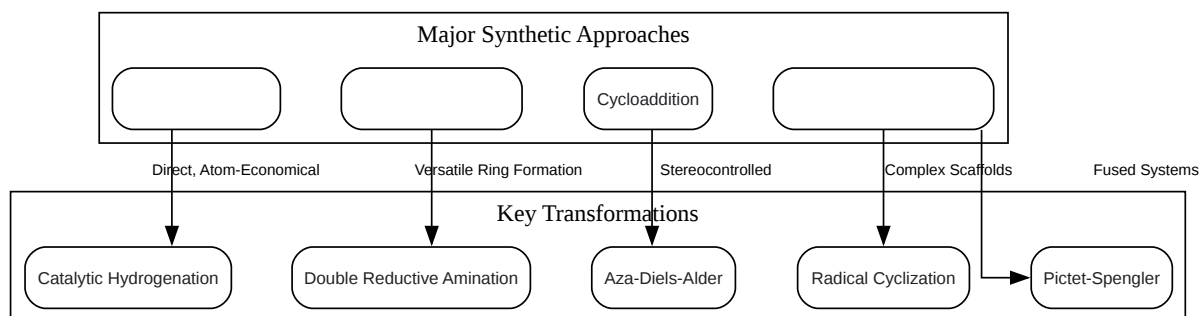 Major Synthetic Approaches
Cycloaddition
Direct, Atom-Economical
Versatile Ring Formation
Stereocontrolled
Complex Scaffolds
Fused Systems
Key Transformations
Catalytic Hydrogenation
Double Reductive Amination
Aza-Diels-Alder
Radical Cyclization
Pictet-Spengler